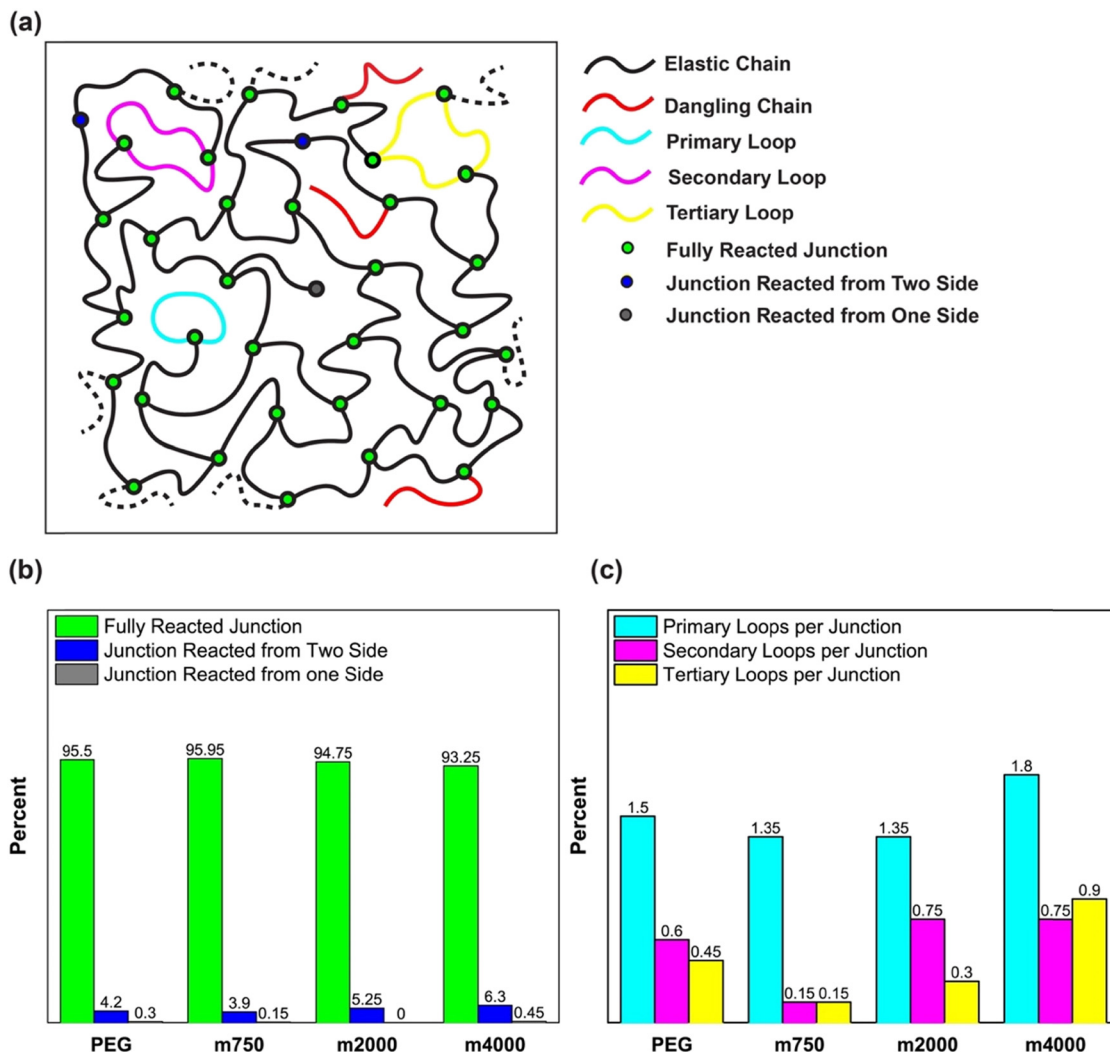 (a)
Elastic Chain
Dangling Chain
Primary Loop
Secondary Loop
Tertiary Loop
Fully Reacted Junction
Junction Reacted from Two Side
Junction Reacted from One Side
(b)
Fully Reacted Junction
Junction Reacted from Two Side
Junction Reacted from one Side
Percent
95.5
4.2
0.3
95.95
3.9
0.15
94.75
5.25
0
93.25
6.3
0.45
PEG
m750
m2000
m4000
(c)
Primary Loops per Junction
Secondary Loops per Junction
Tertiary Loops per Junction
Percent
1.5
0.6
0.45
1.35
0.15
0.15
1.35
0.75
0.3
1.8
0.75
0.9
PEG
m750
m2000
m4000